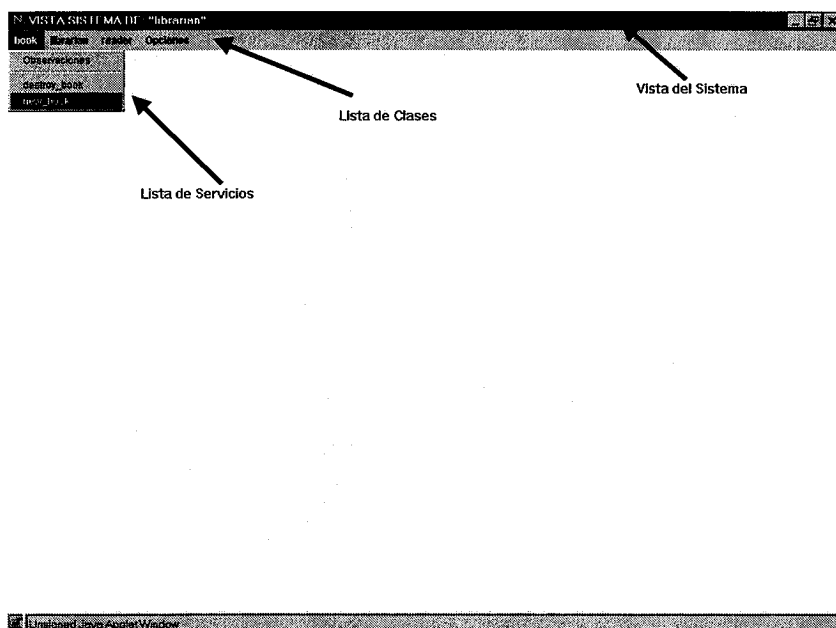 VISTA SISTEMA DE: "librarian"
book librarian reader Opciones
Observaciones
destroy_book
new_book
Vista del Sistema
Lista de Clases
Lista de Servicios
Unsigned Java Applet Window